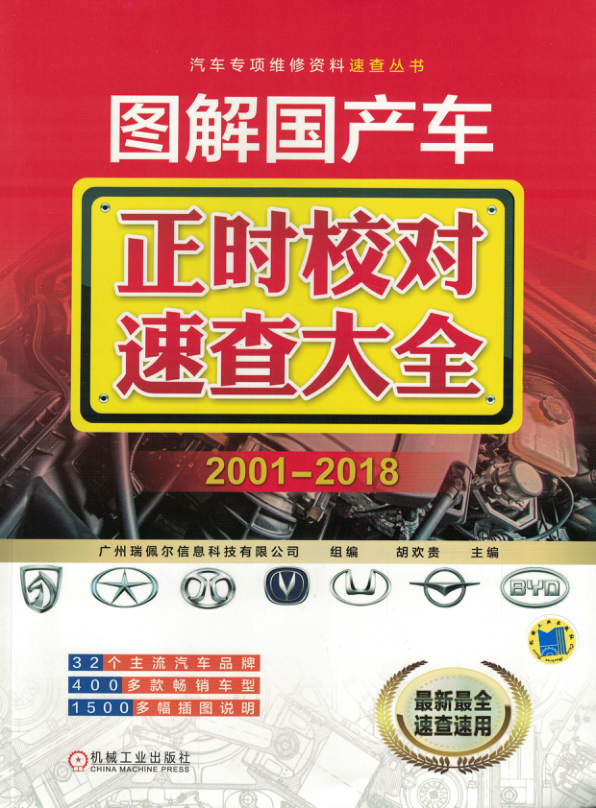 汽车专项维修资料速查丛书
图解国产车
正时校对
速查大全
2001-2018
广州瑞佩尔信息科技有限公司 组编 胡欢贵 主编
BYD
32个主流汽车品牌
400多款畅销车型
1500多幅插图说明
最新最全
速查速用
机械工业出版社
CHINA MACHINE PRESS